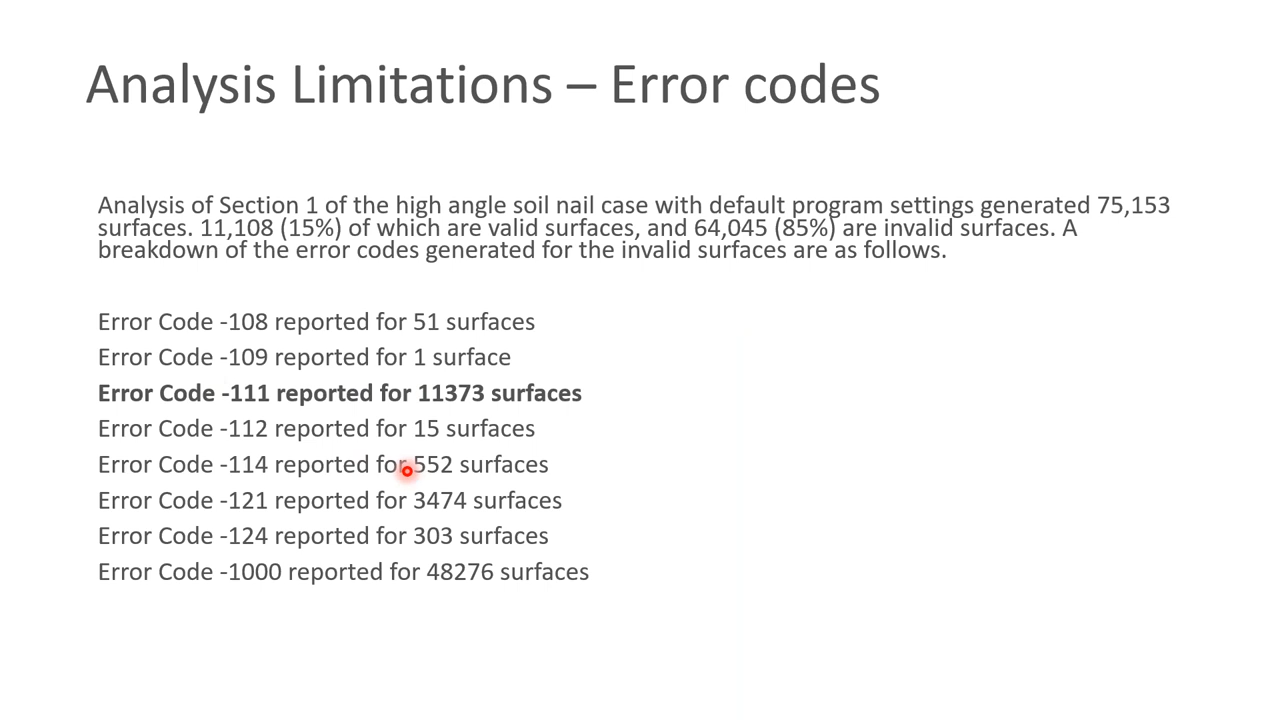 Analysis Limitations – Error codes
Analysis of Section 1 of the high angle soil nail case with default program settings generated 75,153
surfaces. 11,108 (15%) of which are valid surfaces, and 64,045 (85%) are invalid surfaces. A
breakdown of the error codes generated for the invalid surfaces are as follows.
Error Code -108 reported for 51 surfaces
Error Code -109 reported for 1 surface
Error Code -111 reported for 11373 surfaces
Error Code -112 reported for 15 surfaces
Error Code -114 reported for 552 surfaces
Error Code -121 reported for 3474 surfaces
Error Code -124 reported for 303 surfaces
Error Code -1000 reported for 48276 surfaces